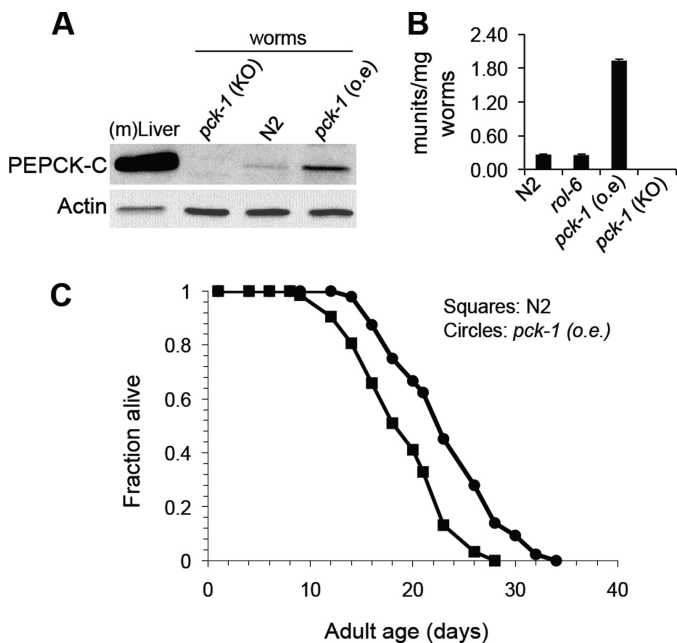 A
worms
(m)Liver
pck-1 (KO)
N2
pck-1 (o.e)
PEPCK-C
Actin
B
munits/mg
worms
2.40
1.80
1.20
0.60
0.00
N2
rol-6
pck-1 (o.e)
pck-1 (KO)
C
Squares: N2
Circles: pck-1 (o.e.)
Fraction alive
1
0.8
0.6
0.4
0.2
0
0
10
20
30
40
Adult age (days)